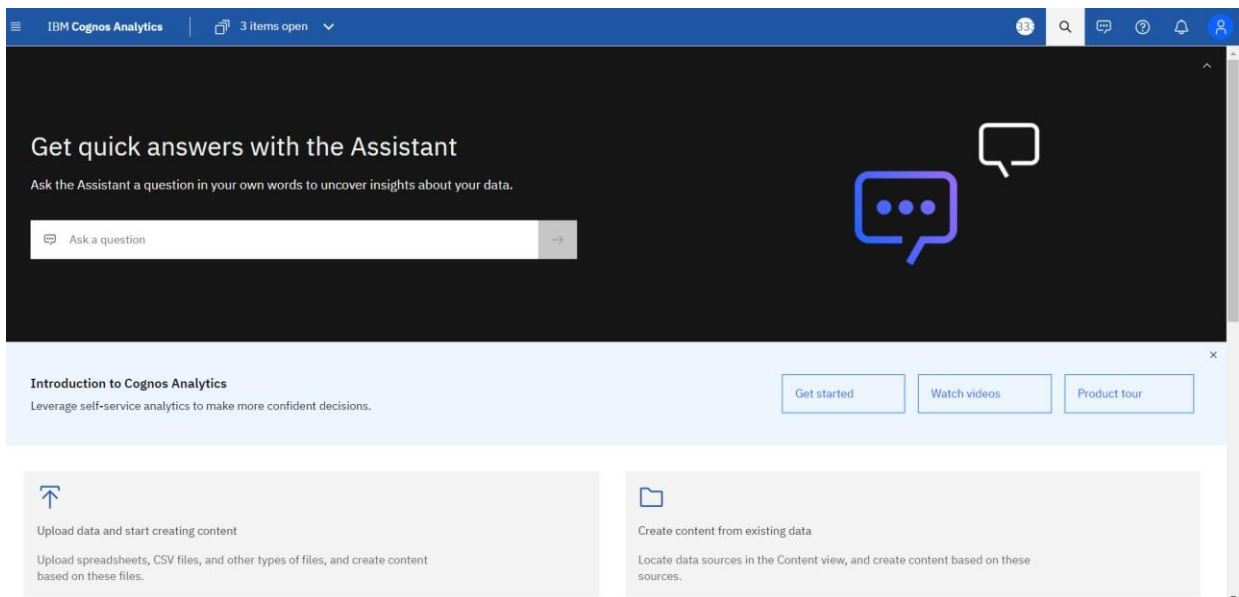 IBM Cognos Analytics
3 items open
333
Get quick answers with the Assistant
Ask the Assistant a question in your own words to uncover insights about your data.
Ask a question
Introduction to Cognos Analytics
Leverage self-service analytics to make more confident decisions.
Get started
Watch videos
Product tour
Upload data and start creating content
Upload spreadsheets, CSV files, and other types of files, and create content
based on these files.
Create content from existing data
Locate data sources in the Content view, and create content based on these
sources.